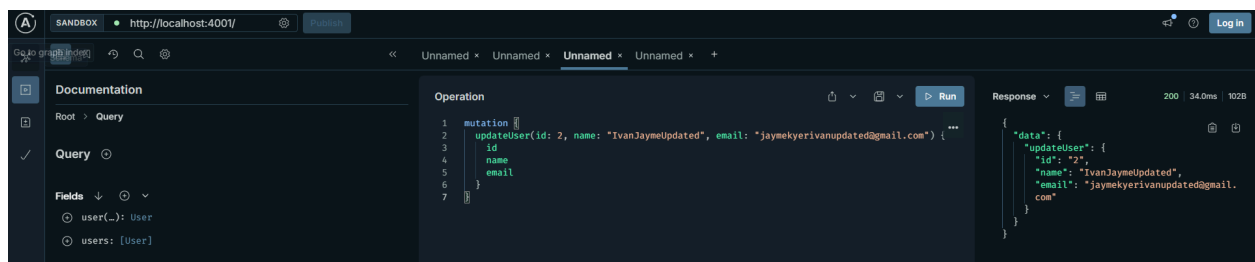 SANDBOX http://localhost:4001/ Publish Log in
Go to graph index
Unnamed × Unnamed × Unnamed × Unnamed × +
Documentation
Root > Query
Query
Fields
user(…): User
users: [User]
Operation
Run
1 mutation {
2 updateUser(id: 2, name: "IvanJaymeUpdated", email: "jaymekyerivanupdated@gmail.com") {
3 id
4 name
5 email
6 }
7 }
Response 200 34.0ms 102B
{
"data": {
"updateUser": {
"id": "2",
"name": "IvanJaymeUpdated",
"email": "jaymekyerivanupdated@gmail.
com"
}
}
}